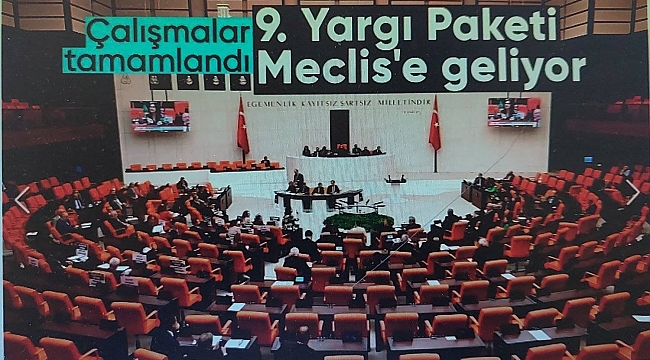 Çalışmalar
tamamlandı
9. Yargı Paketi
Meclis'e geliyor
EGEMENLİK KAYITSIZ ŞARTSIZ MİLLETİNDİR